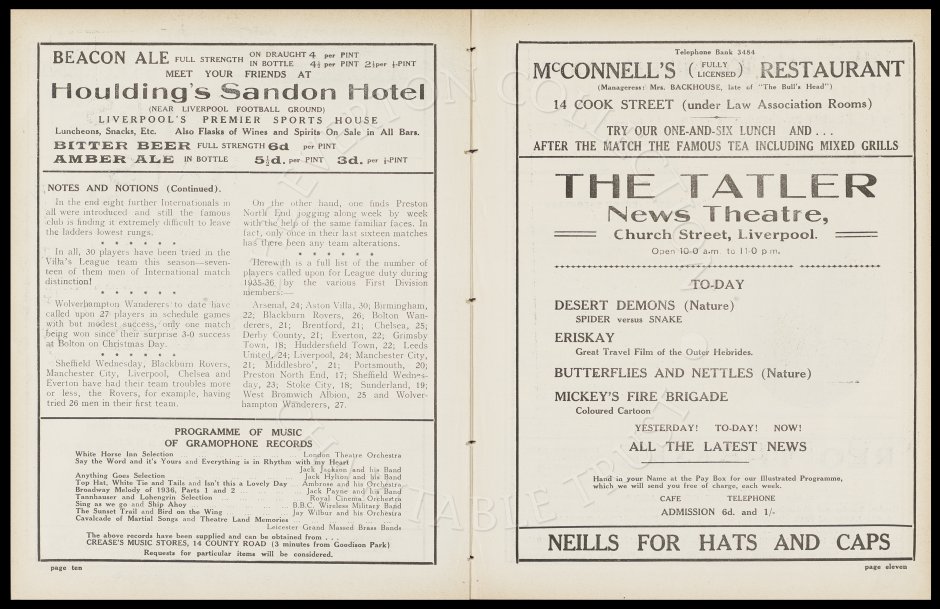 BEACON ALE FULL STRENGTH ON DRAUGHT 4 per PINT
IN BOTTLE 4½ per PINT 2½per ½-PINT
MEET YOUR FRIENDS AT
Houlding's Sandon Hotel
(NEAR LIVERPOOL FOOTBALL GROUND)
LIVERPOOL'S PREMIER SPORTS HOUSE
Luncheons, Snacks, Etc. Also Flasks of Wines and Spirits On Sale in All Bars.
BITTER BEER FULL STRENGTH 6d per PINT
AMBER ALE IN BOTTLE 5½d. per PINT 3d. per ½-PINT
NOTES AND NOTIONS (Continued).
In the end eight further Internationals in
all were introduced and still the famous
club is finding it extremely difficult to leave
the ladders lowest rungs.
* * * * * *
In all, 30 players have been tried in the
Villa's League team this season—seven-
teen of them men of International match
distinction!
* * * * * *
Wolverhampton Wanderers to date have
called upon 27 players in schedule games
with but modest success, only one match
being won since their surprise 3-0 success
at Bolton on Christmas Day.
* * * * * *
Sheffield Wednesday, Blackburn Rovers,
Manchester City, Liverpool, Chelsea and
Everton have had their team troubles more
or less, the Rovers, for example, having
tried 26 men in their first team.
On the other hand, one finds Preston
North End jogging along week by week
with the help of the same familiar faces. In
fact, only once in their last sixteen matches
has there been any team alterations.
* * * * * *
Herewith is a full list of the number of
players called upon for League duty during
1935-36 by the various First Division
members:—
Arsenal, 24; Aston Villa, 30; Birmingham,
22; Blackburn Rovers, 26; Bolton Wan-
derers, 21; Brentford, 21; Chelsea, 25;
Derby County, 21; Everton, 22; Grimsby
Town, 18; Huddersfield Town, 22; Leeds
United, 24; Liverpool, 24; Manchester City,
21; Middlesbro', 21; Portsmouth, 20;
Preston North End, 17; Sheffield Wednes-
day, 23; Stoke City, 18; Sunderland, 19;
West Bromwich Albion, 25 and Wolver-
hampton Wanderers, 27.
PROGRAMME OF MUSIC
OF GRAMOPHONE RECORDS
White Horse Inn Selection London Theatre Orchestra
Say the Word and it's Yours and Everything is in Rhythm with my Heart
Jack Jackson and his Band
Anything Goes Selection Jack Hylton and his Band
Top Hat, White Tie and Tails and Isn't this a Lovely Day Ambrose and his Orchestra
Broadway Melody of 1936, Parts 1 and 2 Jack Payne and his Band
Tannhauser and Lohengrin Selection Royal Cinema Orchestra
Sing as we go and Ship Ahoy B.B.C. Wireless Military Band
The Sunset Trail and Bird on the Wing Jay Wilbur and his Orchestra
Cavalcade of Martial Songs and Theatre Land Memories
Leicester Grand Massed Brass Bands
The above records have been supplied and can be obtained from . . .
CREASE'S MUSIC STORES, 14 COUNTY ROAD (3 minutes from Goodison Park)
Requests for particular items will be considered.
page ten
Telephone Bank 3484
McCONNELL'S (FULLY LICENSED) RESTAURANT
(Manageress: Mrs. BACKHOUSE, late of "The Bull's Head")
14 COOK STREET (under Law Association Rooms)
TRY OUR ONE-AND-SIX LUNCH AND . . .
AFTER THE MATCH THE FAMOUS TEA INCLUDING MIXED GRILLS
THE TATLER
News Theatre,
Church Street, Liverpool.
Open 10-0 a.m. to 11-0 p.m.
TO-DAY
DESERT DEMONS (Nature)
SPIDER versus SNAKE
ERISKAY
Great Travel Film of the Outer Hebrides.
BUTTERFLIES AND NETTLES (Nature)
MICKEY'S FIRE BRIGADE
Coloured Cartoon
YESTERDAY! TO-DAY! NOW!
ALL THE LATEST NEWS
Hand in your Name at the Pay Box for our Illustrated Programme,
which we will send you free of charge, each week.
CAFE TELEPHONE
ADMISSION 6d. and 1/-
NEILLS FOR HATS AND CAPS
page eleven